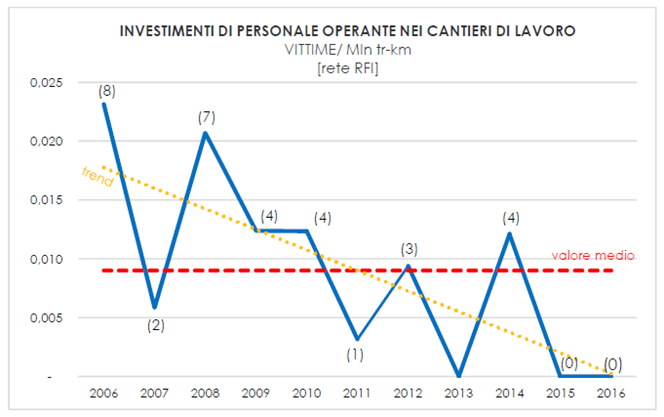 INVESTIMENTI DI PERSONALE OPERANTE NEI CANTIERI DI LAVORO
VITTIME/ Mln tr-km
[rete RFI]
0,025
(8)
(7)
0,020
trend
0,015
(4)
(4)
(4)
0,010
(3)
valore medio
0,005
(2)
(1)
(0)
(0)
-
2006 2007 2008 2009 2010 2011 2012 2013 2014 2015 2016